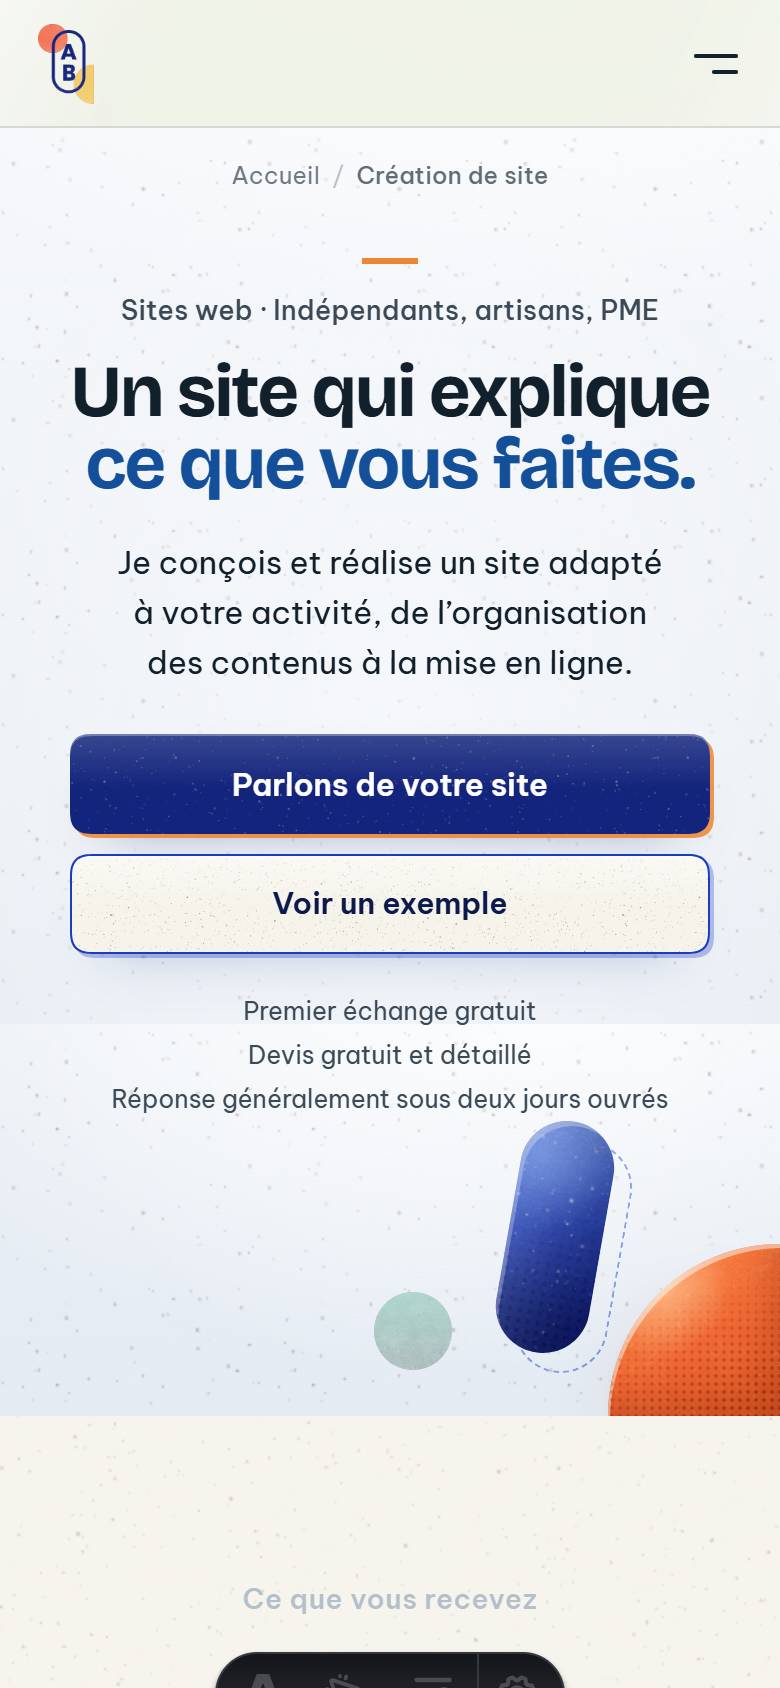 A
B
Accueil / Création de site
Sites web · Indépendants, artisans, PME
Un site qui explique
ce que vous faites.
Je conçois et réalise un site adapté
à votre activité, de l’organisation
des contenus à la mise en ligne.
Parlons de votre site
Voir un exemple
Premier échange gratuit
Devis gratuit et détaillé
Réponse généralement sous deux jours ouvrés
Ce que vous recevez